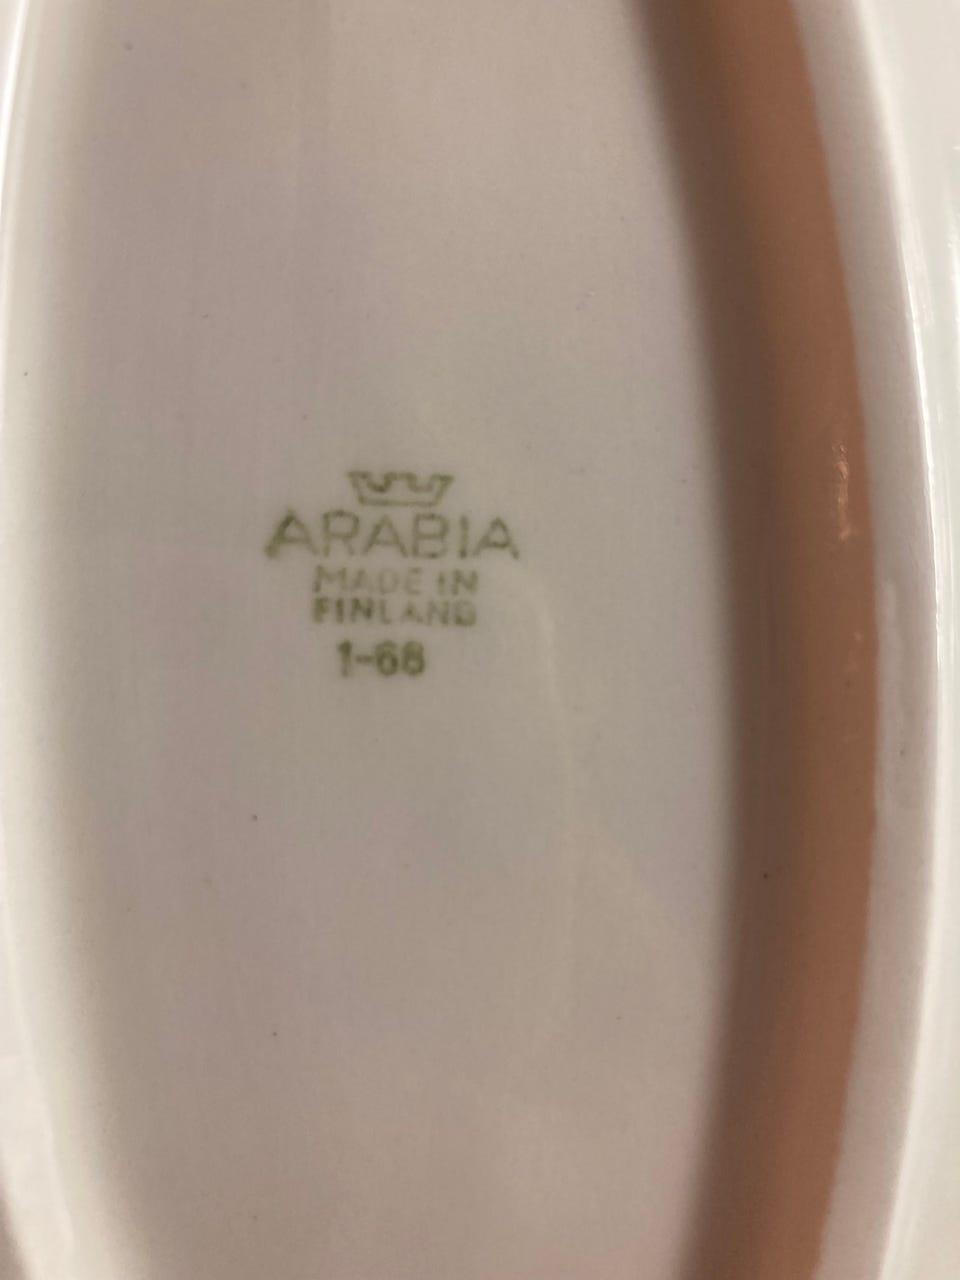 ARABIA
MADE IN
FINLAND
1-68